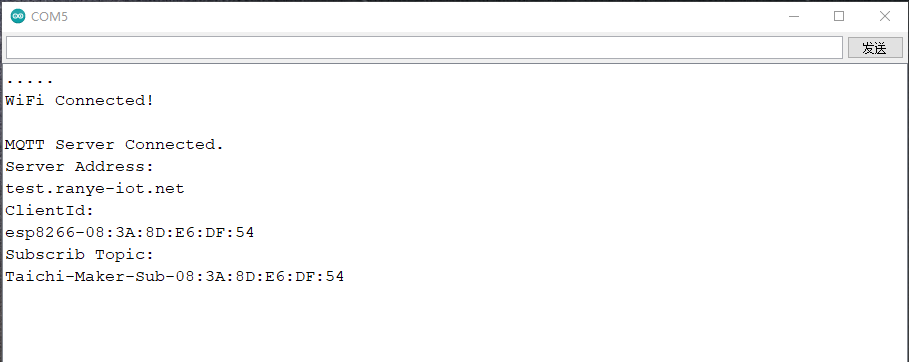 COM5
发送
.....
WiFi Connected!
MQTT Server Connected.
Server Address:
test.ranye-iot.net
ClientId:
esp8266-08:3A:8D:E6:DF:54
Subscrib Topic:
Taichi-Maker-Sub-08:3A:8D:E6:DF:54